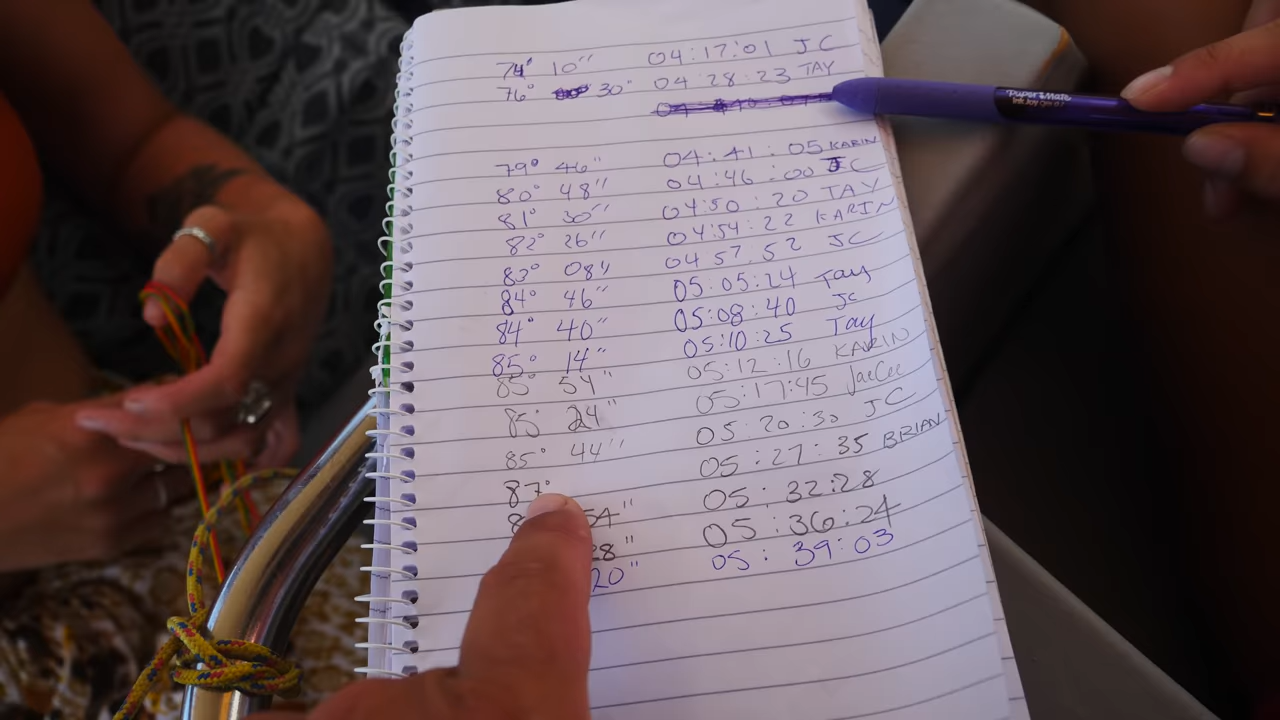 74° 10" 04:17:01 JC
76° 30" 04:28:23 TAY
PaperMate
InkJoy Gel 0.7
79° 46" 04:41:05 KARIN
80° 48" 04:46:00 JC
81° 30" 04:50:20 TAY
82° 26" 04:54:22 KARIN
83° 08" 04 57.52 JC
84° 46" 05:05:24 Tay
84° 40" 05:08:40 JC
85° 14" 05:10:25 Tay
85° 54" 05:12:16 KARIN
85° 24" 05:17:45 JaeCee
85° 44" 05:20:30 JC
87° 05:27:35 BRIAN
54" 05:32:28
28" 05:36:24
20" 05:39:03